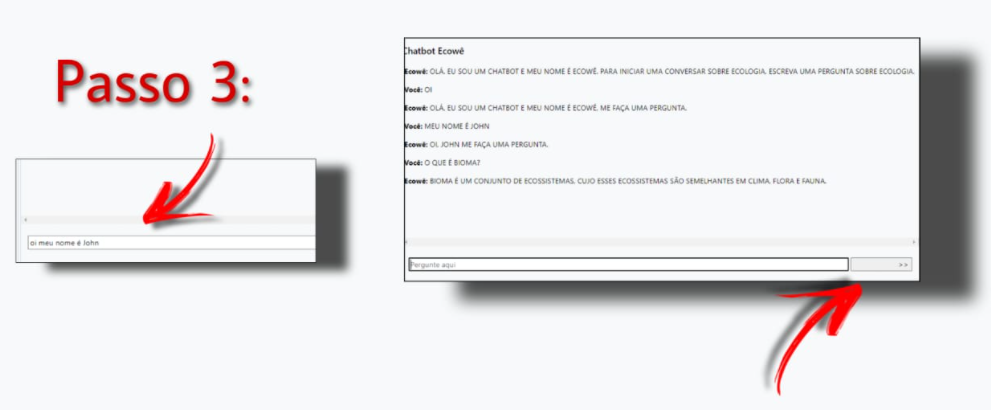 Passo 3:
oi meu nome é John
Chatbot Ecowê
Ecowê: OLÁ, EU SOU UM CHATBOT E MEU NOME É ECOWÊ. PARA INICIAR UMA CONVERSAR SOBRE ECOLOGIA, ESCREVA UMA PERGUNTA SOBRE ECOLOGIA.
Você: OI
Ecowê: OLÁ, EU SOU UM CHATBOT E MEU NOME É ECOWÊ. ME FAÇA UMA PERGUNTA.
Você: MEU NOME É JOHN
Ecowê: OI, JOHN ME FAÇA UMA PERGUNTA.
Você: O QUE É BIOMA?
Ecowê: BIOMA É UM CONJUNTO DE ECOSSISTEMAS, CUJO ESSES ECOSSISTEMAS SÃO SEMELHANTES EM CLIMA, FLORA E FAUNA.
Pergunte aqui
>>